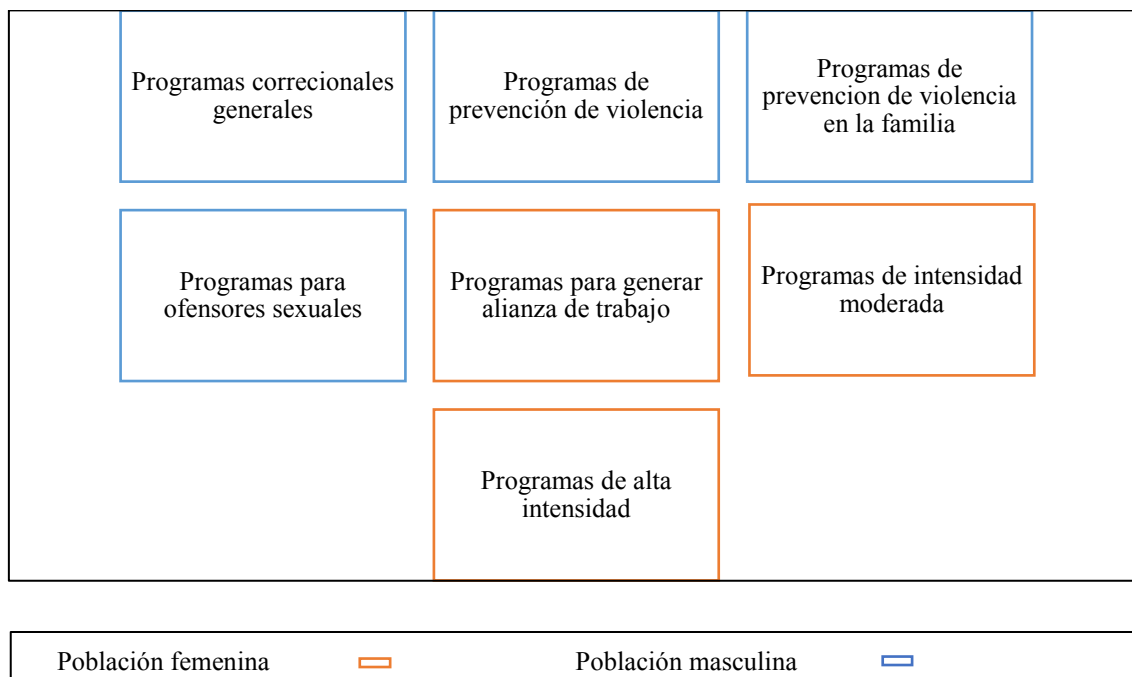 Programas correcionales
generales
Programas de
prevención de violencia
Programas de
prevencion de violencia
en la familia
Programas para
ofensores sexuales
Programas para generar
alianza de trabajo
Programas de intensidad
moderada
Programas de alta
intensidad
Población femenina
Población masculina